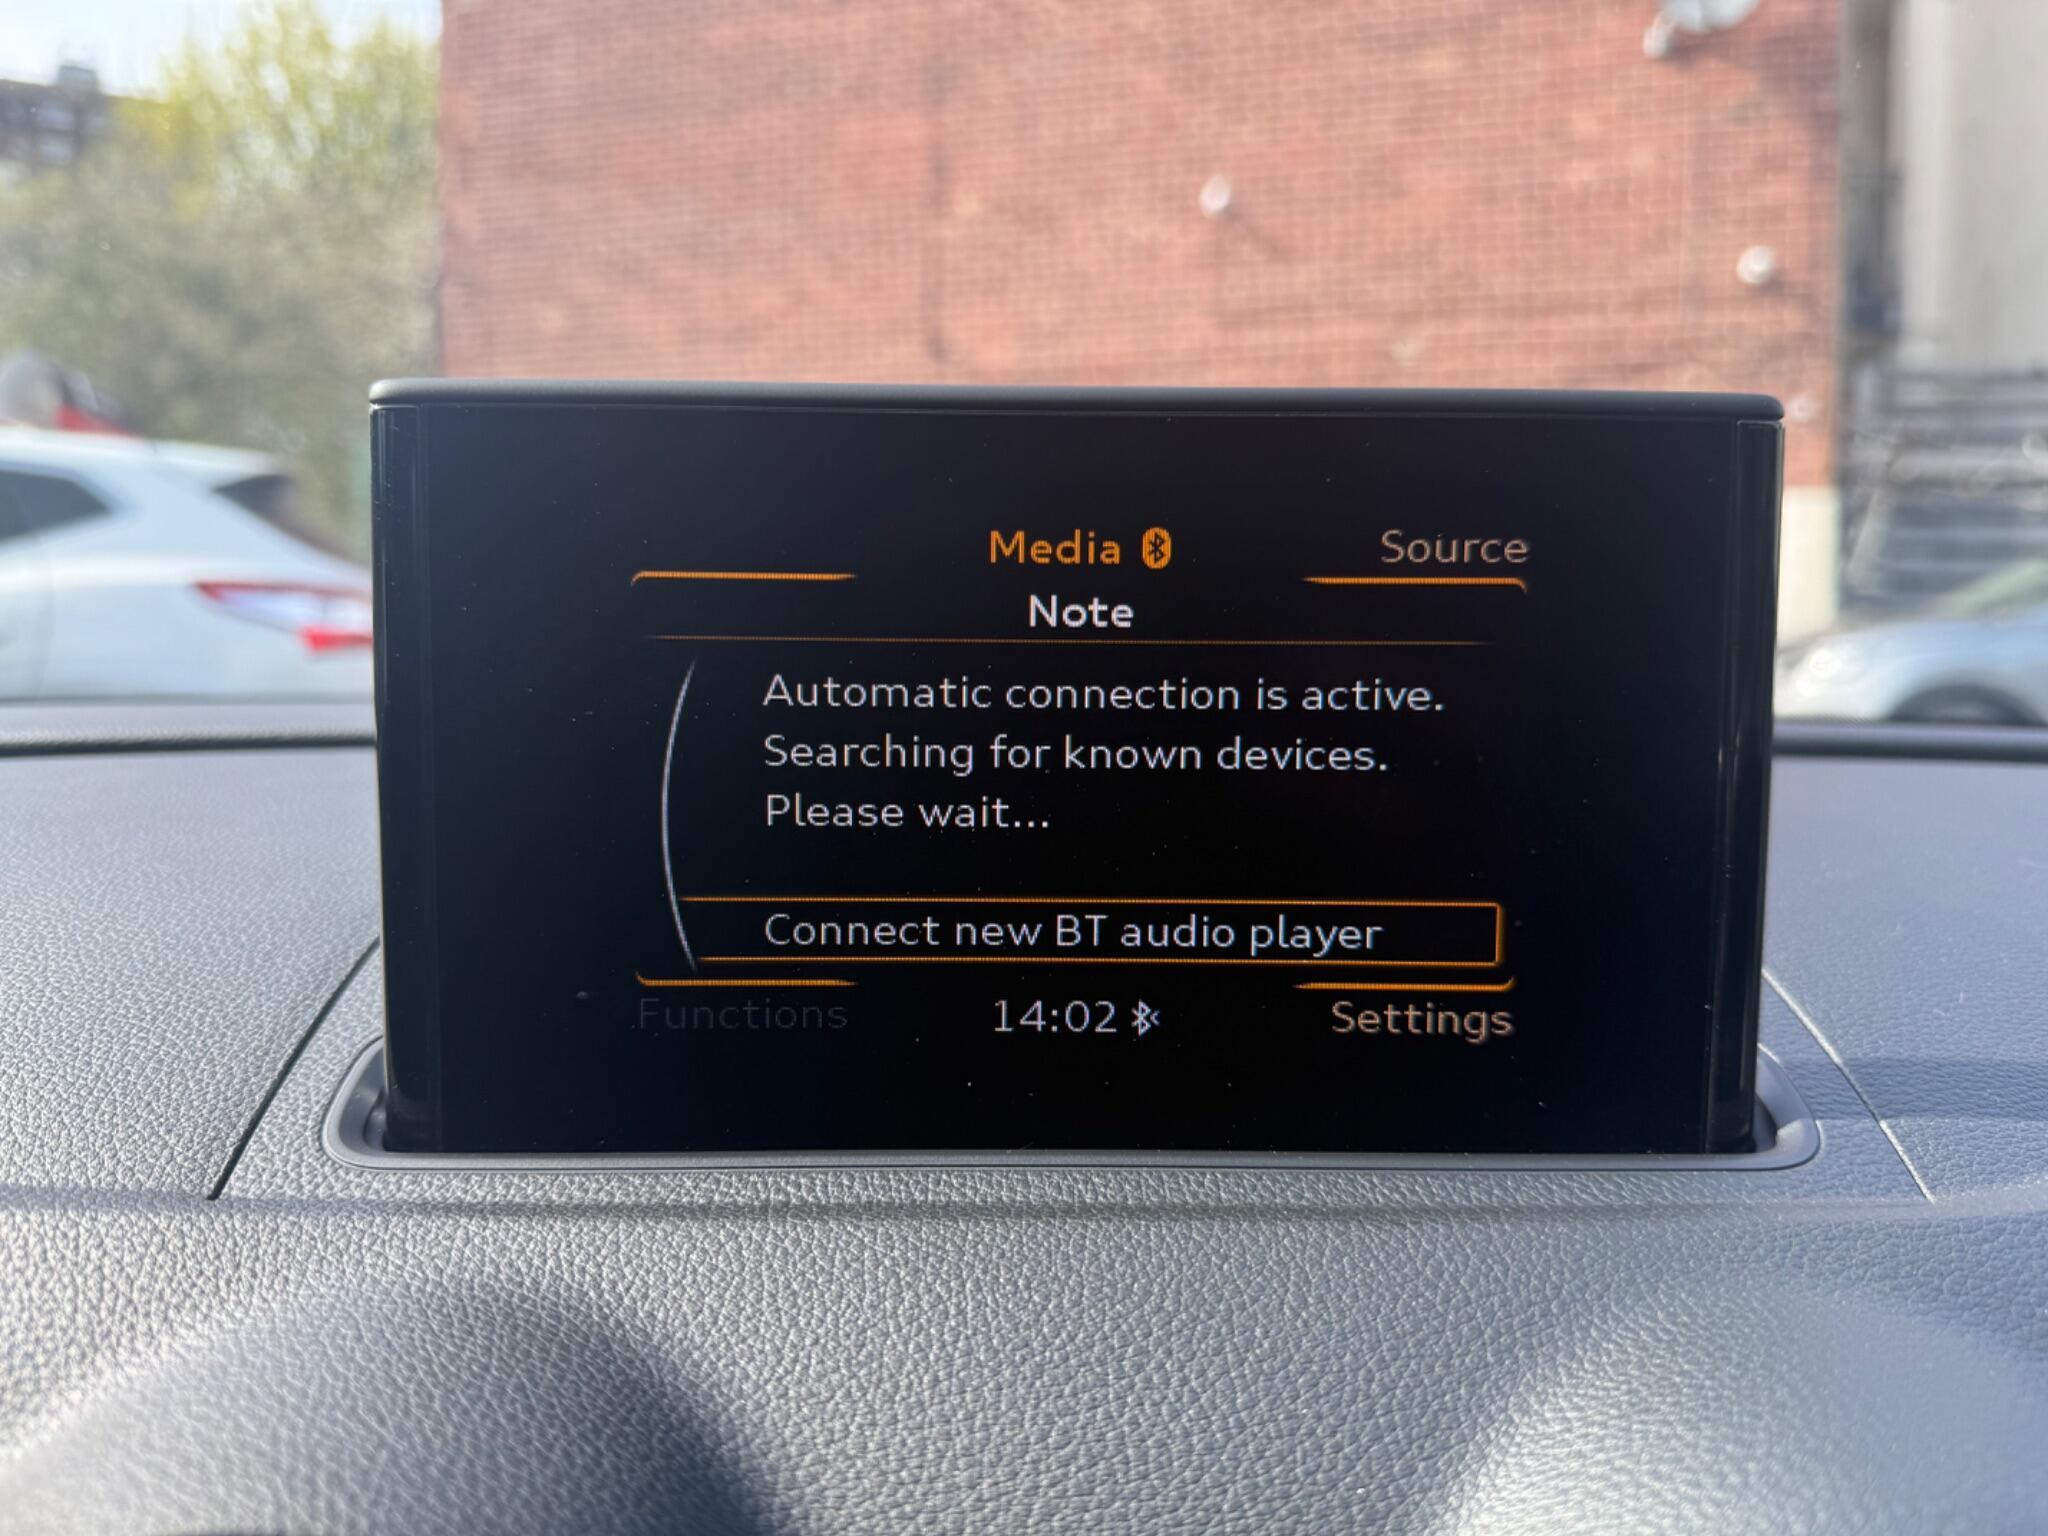 Media
Source
Note
Automatic connection is active.
Searching for known devices.
Please wait...
Connect new BT audio player
Functions
14:02
Settings